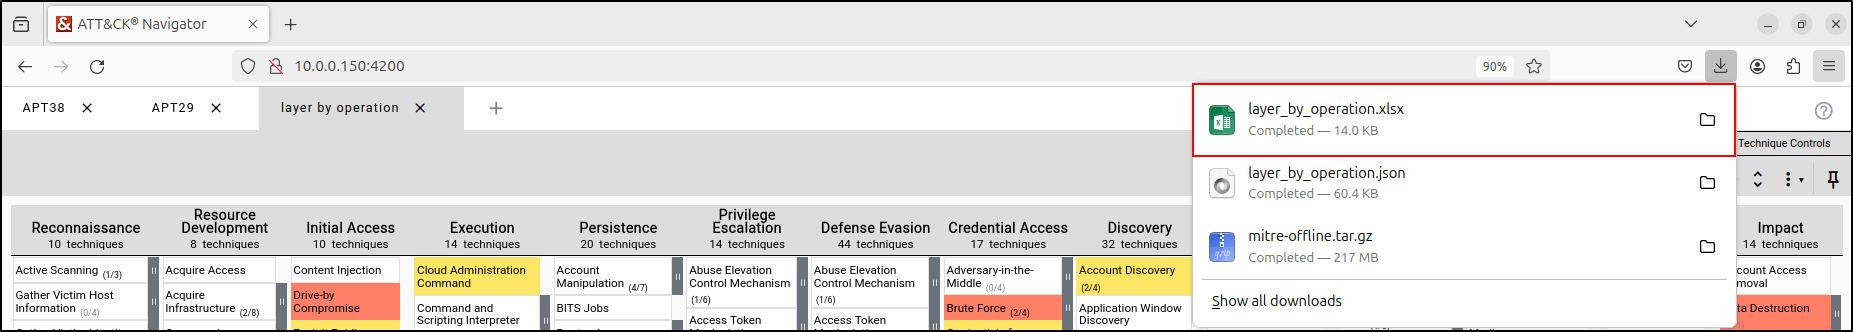 ATT&CK® Navigator
10.0.0.150:4200
90%
APT38
APT29
layer by operation
layer_by_operation.xlsx
Completed — 14.0 KB
layer_by_operation.json
Completed — 60.4 KB
mitre-offline.tar.gz
Completed — 217 MB
Show all downloads
Technique Controls
Reconnaissance
10 techniques
Active Scanning (1/3)
Gather Victim Host
Information (0/4)
Resource
Development
8 techniques
Acquire Access
Acquire
Infrastructure (2/8)
Initial Access
10 techniques
Content Injection
Drive-by
Compromise
Execution
14 techniques
Cloud Administration
Command
Command and
Scripting Interpreter
Persistence
20 techniques
Account
Manipulation (4/7)
BITS Jobs
Privilege
Escalation
14 techniques
Abuse Elevation
Control Mechanism
(1/6)
Access Token
Defense Evasion
44 techniques
Abuse Elevation
Control Mechanism
(1/6)
Access Token
Credential Access
17 techniques
Adversary-in-the-
Middle (0/4)
Brute Force (2/4)
Discovery
32 techniques
Account Discovery
(2/4)
Application Window
Discovery
Impact
14 techniques
count Access
moval
ta Destruction